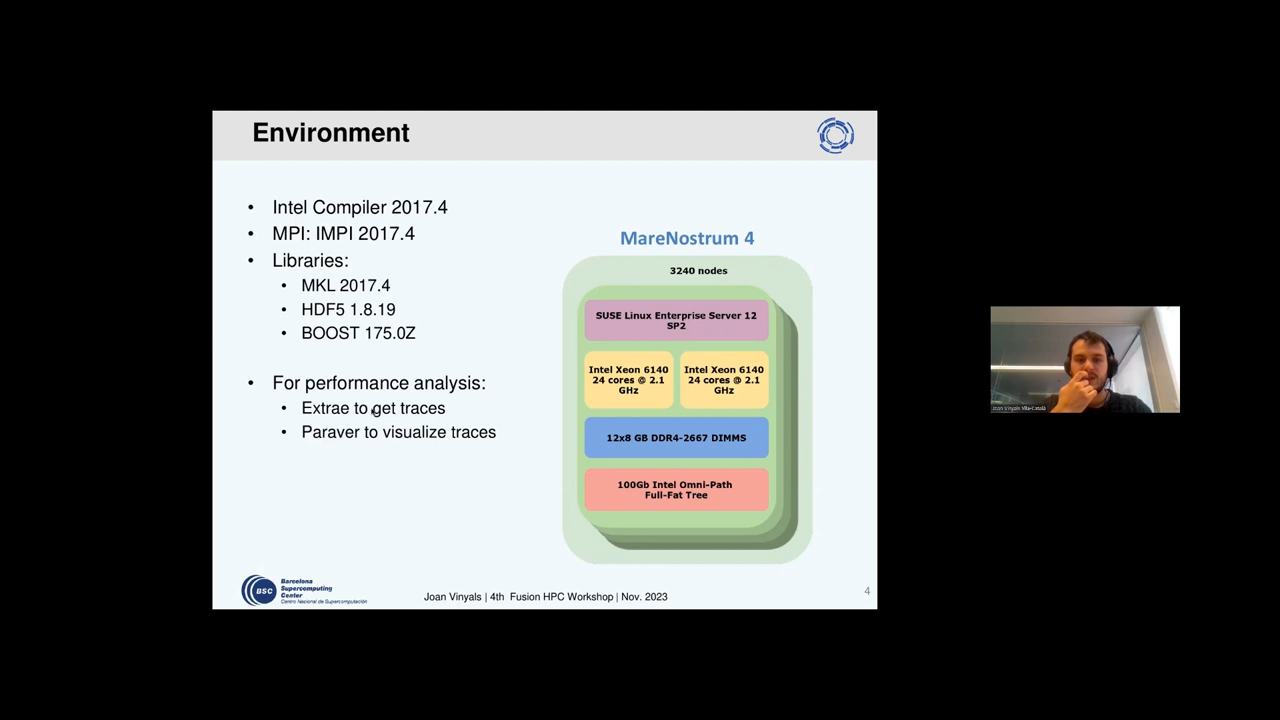 Environment
• Intel Compiler 2017.4
• MPI: IMPI 2017.4
• Libraries:
• MKL 2017.4
• HDF5 1.8.19
• BOOST 175.0Z
• For performance analysis:
• Extrae to get traces
• Paraver to visualize traces
MareNostrum 4
3240 nodes
SUSE Linux Enterprise Server 12
SP2
Intel Xeon 6140
24 cores @ 2.1
GHz
Intel Xeon 6140
24 cores @ 2.1
GHz
12x8 GB DDR4-2667 DIMMS
100Gb Intel Omni-Path
Full-Fat Tree
BSC
Barcelona
Supercomputing
Center
Centro Nacional de Supercomputación
Joan Vinyals | 4th Fusion HPC Workshop | Nov. 2023
4
Joan Vinyals Ylla-Català